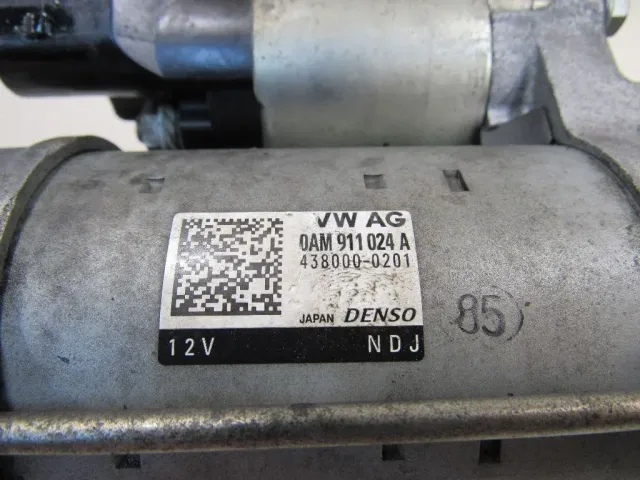 VW AG
0AM 911 024 A
438000-0201
JAPAN DENSO
12V NDJ
85